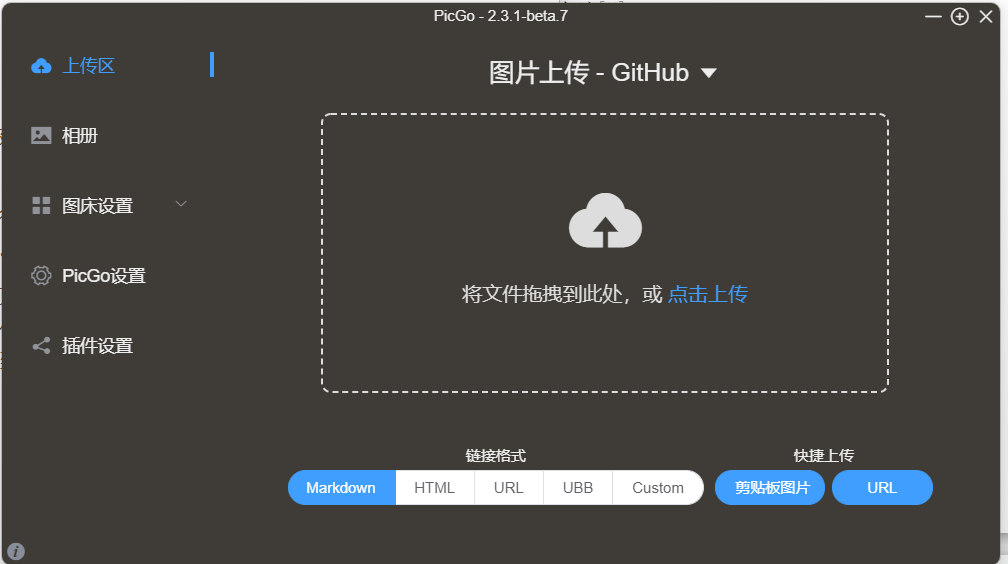 PicGo - 2.3.1-beta.7
上传区
相册
图床设置
PicGo设置
插件设置
图片上传 - GitHub
将文件拖拽到此处，或 点击上传
链接格式
Markdown HTML URL UBB Custom
快捷上传
剪贴板图片 URL